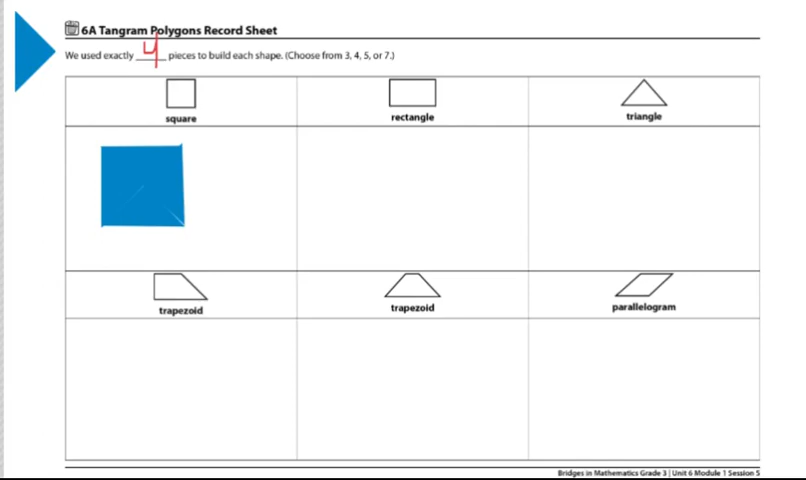 6A Tangram Polygons Record Sheet
We used exactly 4 pieces to build each shape. (Choose from 3, 4, 5, or 7.)
square
rectangle
triangle
trapezoid
trapezoid
parallelogram
Bridges in Mathematics Grade 3 | Unit 6 Module 1 Session 5